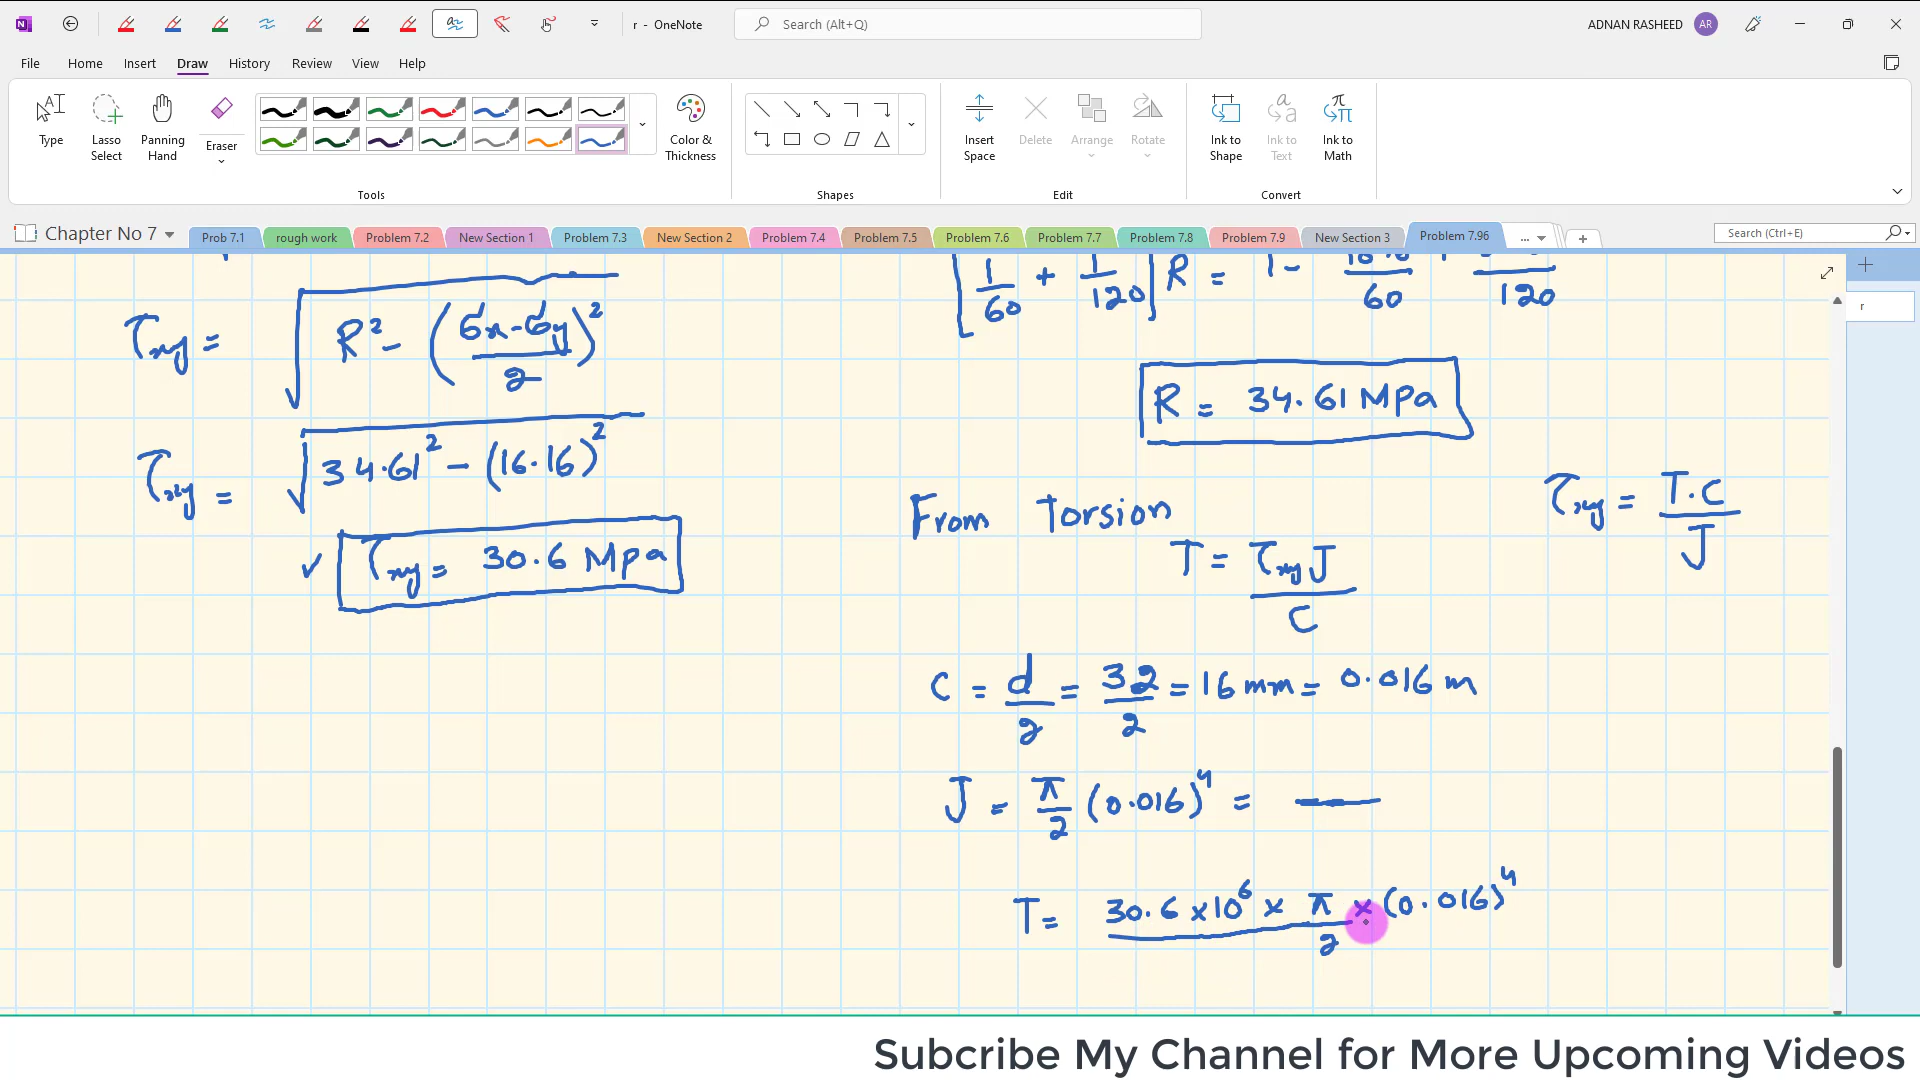 r - OneNote
Search (Alt+Q)
ADNAN RASHEED AR
File Home Insert Draw History Review View Help
Type
Lasso Select
Panning Hand
Eraser
Color & Thickness
Insert Space
Delete
Arrange
Rotate
Ink to Shape
Ink to Text
Ink to Math
Tools Shapes Edit Convert
Chapter No 7
Prob 7.1 rough work Problem 7.2 New Section 1 Problem 7.3 New Section 2 Problem 7.4 Problem 7.5 Problem 7.6 Problem 7.7 Problem 7.8 Problem 7.9 New Section 3 Problem 7.96 ...
Search (Ctrl+E)
r
τxy = √(R² - ((σx-σy)/2)²)
τxy = √(34.61² - (16.16)²)
✓ τxy = 30.6 MPa
[1/60 + 1/120] R = 1 - /60 + /120
R = 34.61 MPa
From Torsion
τxy = T.C/J
T = τxy J/C
C = d/2 = 32/2 = 16 mm = 0.016 m
J = π/2 (0.016)⁴ = —
T = 30.6 x 10⁶ x π/2 x (0.016)⁴
Subcribe My Channel for More Upcoming Videos